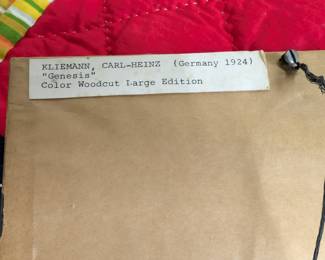 KLIEMANN, CARL-HEINZ (Germany 1924)
"Genesis"
Color Woodcut Large Edition